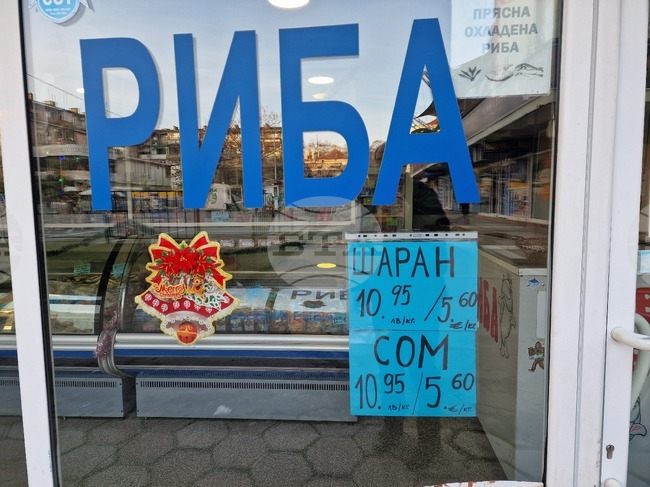 РИБА
ПРЯСНА
ОХЛАДЕНА
РИБА
ШАРАН
10.95 лв/кг. / 5.60 €/кг.
СОМ
10.95 лв/кг. / 5.60 €/кг.
РИБА